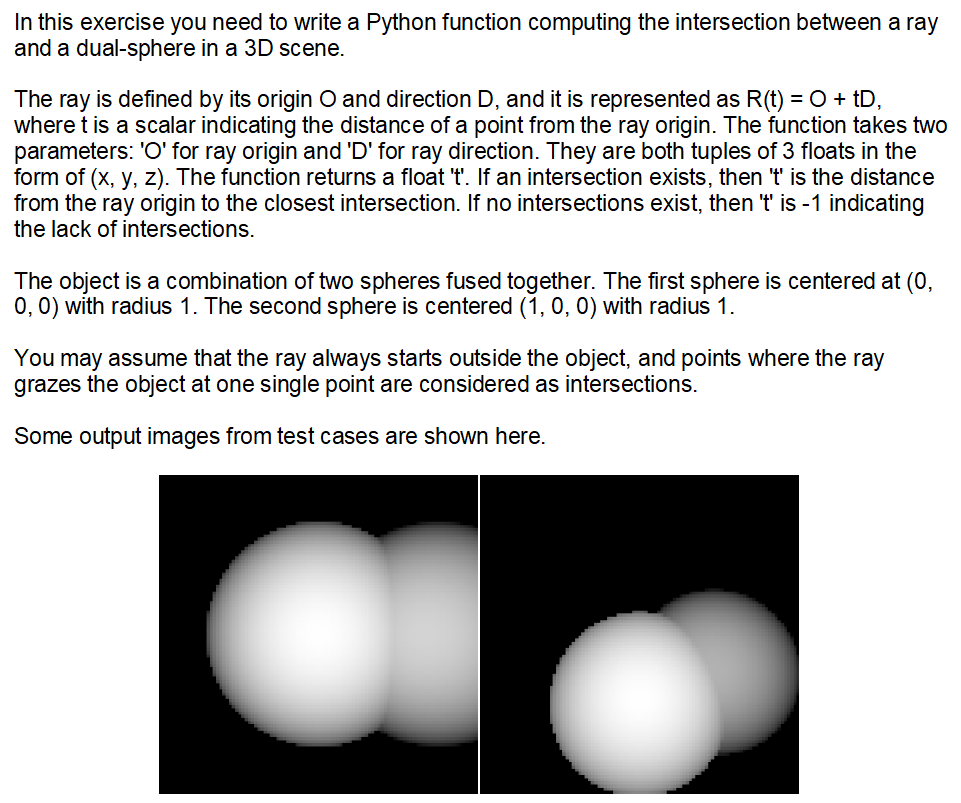 In this exercise you need to write a Python function computing the intersection between a ray
and a dual-sphere in a 3D scene.
The ray is defined by its origin O and direction D, and it is represented as R(t) = O + tD,
where t is a scalar indicating the distance of a point from the ray origin. The function takes two
parameters: 'O' for ray origin and 'D' for ray direction. They are both tuples of 3 floats in the
form of (x, y, z). The function returns a float 't'. If an intersection exists, then 't' is the distance
from the ray origin to the closest intersection. If no intersections exist, then 't' is -1 indicating
the lack of intersections.
The object is a combination of two spheres fused together. The first sphere is centered at (0,
0, 0) with radius 1. The second sphere is centered (1, 0, 0) with radius 1.
You may assume that the ray always starts outside the object, and points where the ray
grazes the object at one single point are considered as intersections.
Some output images from test cases are shown here.